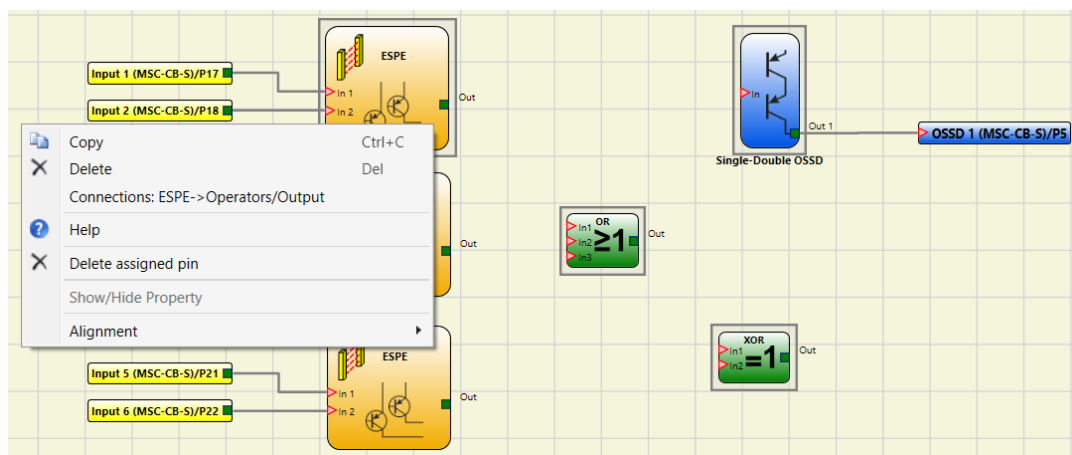 Input 1 (MSC-CB-S)/P17
Input 2 (MSC-CB-S)/P18
ESPE
In 1
In 2
Out
In
Out 1
Single-Double OSSD
OSSD 1 (MSC-CB-S)/P5
Copy Ctrl+C
Delete Del
Connections: ESPE->Operators/Output
Help
Delete assigned pin
Show/Hide Property
Alignment
Out
OR
In1
In2
In3
≥1
Out
XOR
In1
In2
=1
Out
Input 5 (MSC-CB-S)/P21
Input 6 (MSC-CB-S)/P22
ESPE
In 1
In 2
Out